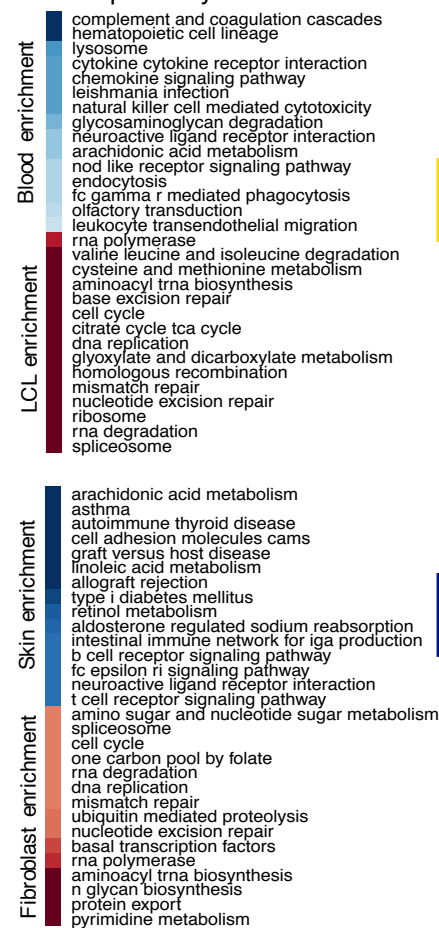 complement and coagulation cascades
hematopoietic cell lineage
lysosome
cytokine cytokine receptor interaction
chemokine signaling pathway
leishmania infection
natural killer cell mediated cytotoxicity
glycosaminoglycan degradation
neuroactive ligand receptor interaction
arachidonic acid metabolism
nod like receptor signaling pathway
endocytosis
fc gamma r mediated phagocytosis
olfactory transduction
leukocyte transendothelial migration
rna polymerase
valine leucine and isoleucine degradation
cysteine and methionine metabolism
aminoacyl trna biosynthesis
base excision repair
cell cycle
citrate cycle tca cycle
dna replication
glyoxylate and dicarboxylate metabolism
homologous recombination
mismatch repair
nucleotide excision repair
ribosome
rna degradation
spliceosome
Blood enrichment
LCL enrichment
arachidonic acid metabolism
asthma
autoimmune thyroid disease
cell adhesion molecules cams
graft versus host disease
linoleic acid metabolism
allograft rejection
type i diabetes mellitus
retinol metabolism
aldosterone regulated sodium reabsorption
intestinal immune network for iga production
b cell receptor signaling pathway
fc epsilon ri signaling pathway
neuroactive ligand receptor interaction
t cell receptor signaling pathway
amino sugar and nucleotide sugar metabolism
spliceosome
cell cycle
one carbon pool by folate
rna degradation
dna replication
mismatch repair
ubiquitin mediated proteolysis
nucleotide excision repair
basal transcription factors
rna polymerase
aminoacyl trna biosynthesis
n glycan biosynthesis
protein export
pyrimidine metabolism
Skin enrichment
Fibroblast enrichment